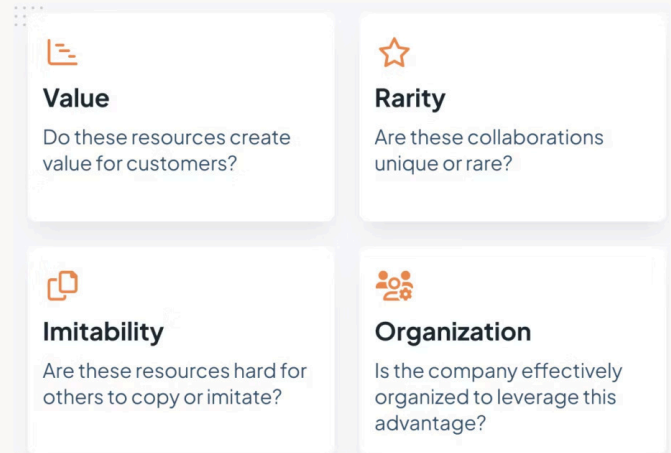 Value
Do these resources create
value for customers?
Rarity
Are these collaborations
unique or rare?
Imitability
Are these resources hard for
others to copy or imitate?
Organization
Is the company effectively
organized to leverage this
advantage?